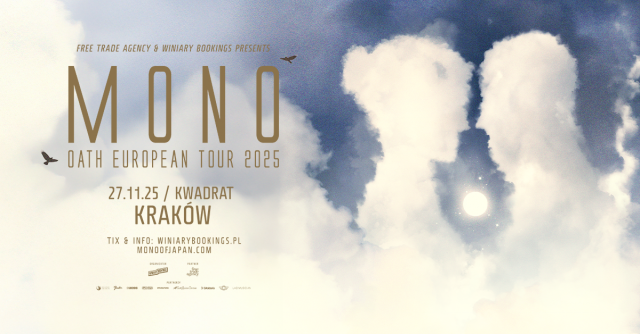 FREE TRADE AGENCY & WINIARY BOOKINGS PRESENTS
MONO
OATH EUROPEAN TOUR 2025
27.11.25 / KWADRAT
KRAKÓW
TIX & INFO: WINIARYBOOKINGS.PL
MONOOFJAPAN.COM